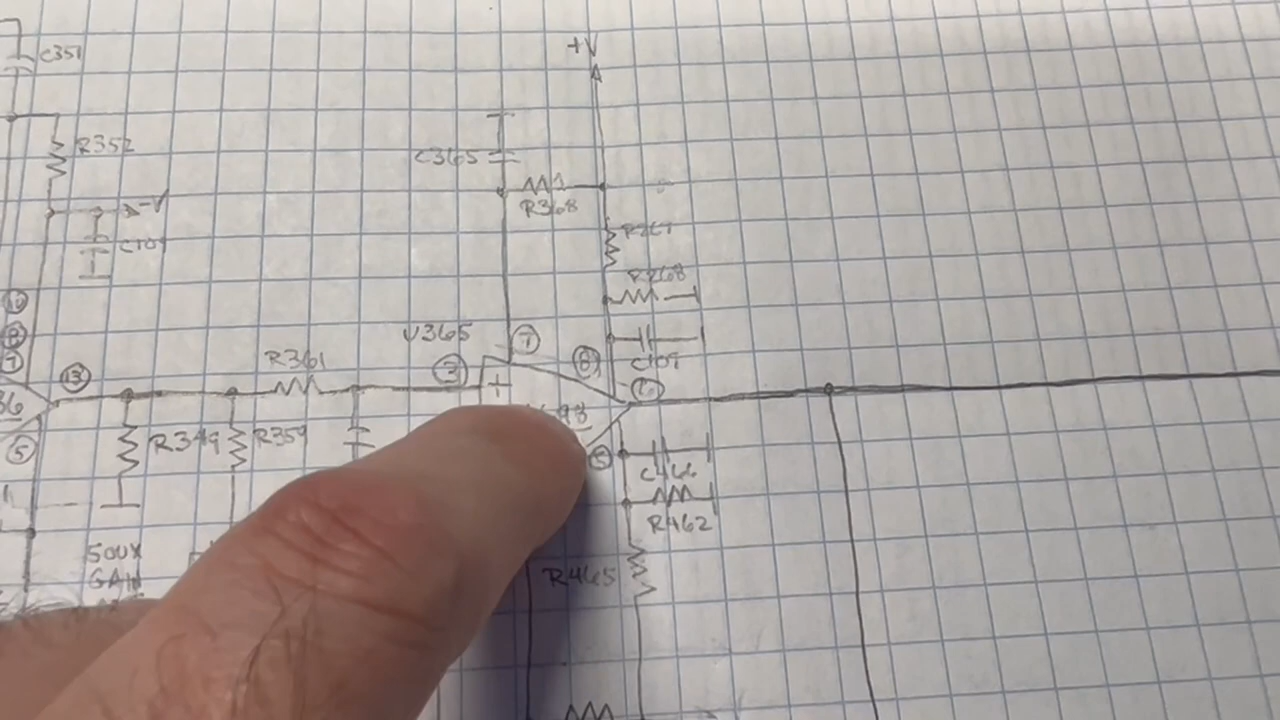 +V
C351
R352
C365
R368
-V
C109
R268
U365
7
R361
3
8
C109
13
6
+
R349
R359
5
5
C466
R462
500X
GAIN
R465